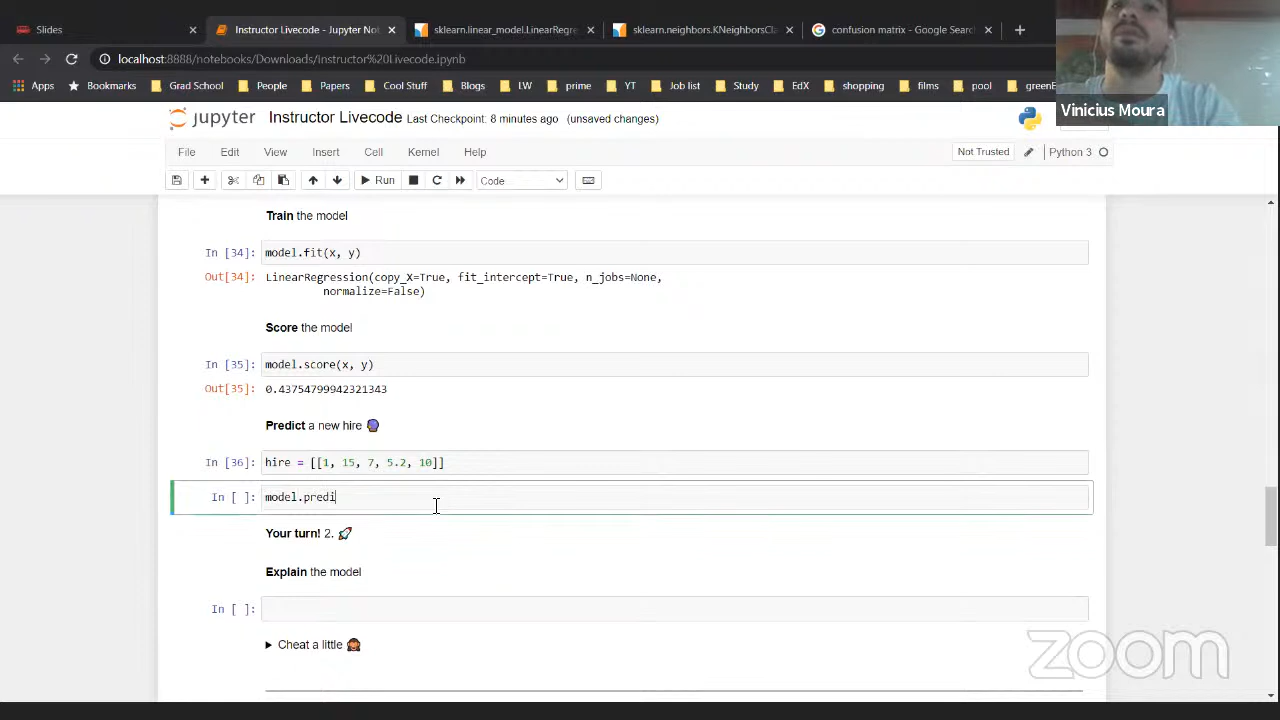 Slides
Instructor Livecode - Jupyter Not
sklearn.linear_model.LinearRegre
sklearn.neighbors.KNeighborsCla
confusion matrix - Google Search
localhost:8888/notebooks/Downloads/Instructor%20Livecode.ipynb
Apps
Bookmarks
Grad School
People
Papers
Cool Stuff
Blogs
LW
prime
YT
Job list
Study
EdX
shopping
films
pool
greenE
Vinicius Moura
jupyter Instructor Livecode Last Checkpoint: 8 minutes ago (unsaved changes)
File Edit View Insert Cell Kernel Help
Not Trusted
Python 3
Run
Code
Train the model
In [34]: model.fit(x, y)
Out[34]: LinearRegression(copy_X=True, fit_intercept=True, n_jobs=None,
normalize=False)
Score the model
In [35]: model.score(x, y)
Out[35]: 0.43754799942321343
Predict a new hire
In [36]: hire = [[1, 15, 7, 5.2, 10]]
In [ ]: model.predi
Your turn! 2.
Explain the model
In [ ]:
Cheat a little
zoom